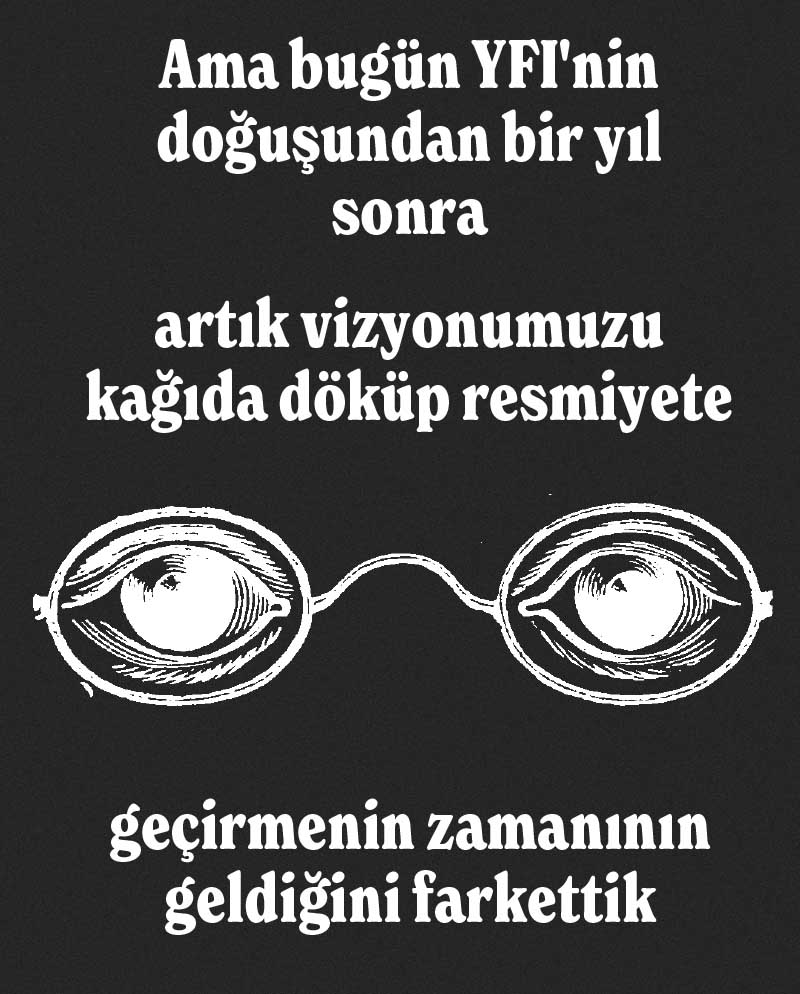 Ama bugün YFI'nin
doğuşundan bir yıl
sonra
artık vizyonumuzu
kağıda döküp resmiyete
geçirmenin zamanının
geldiğini farkettik